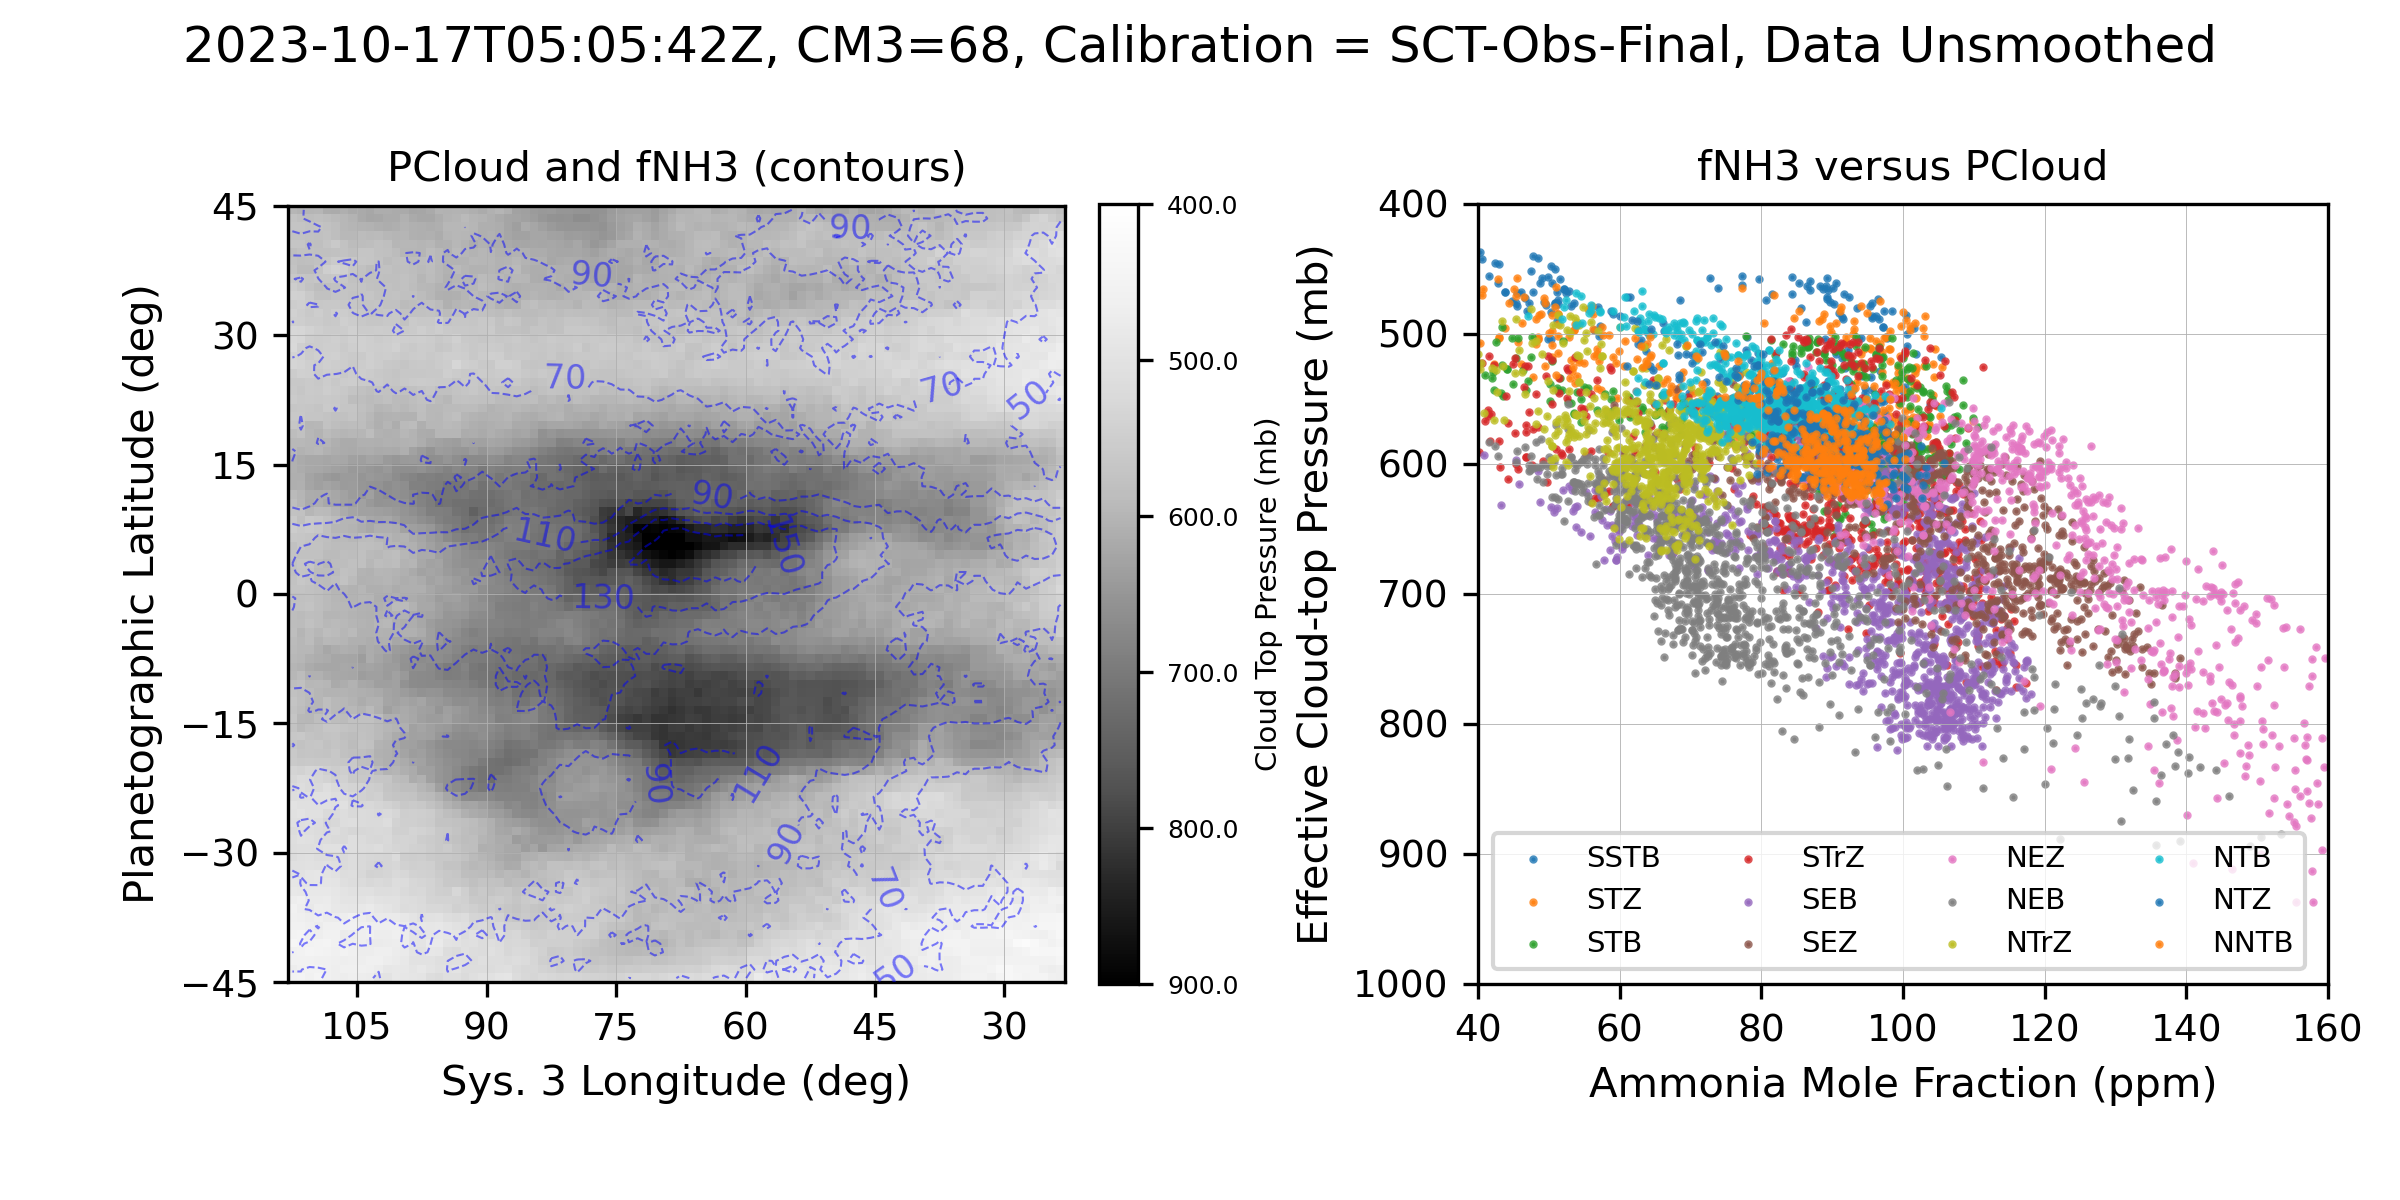 2023-10-17T05:05:42Z, CM3=68, Calibration = SCT-Obs-Final, Data Unsmoothed
PCloud and fNH3 (contours)
Planetographic Latitude (deg)
45
30
15
0
−15
−30
−45
105
90
75
60
45
30
Sys. 3 Longitude (deg)
90
90
70
70
50
90
110
150
130
90
110
90
70
50
400.0
500.0
600.0
700.0
800.0
900.0
Cloud Top Pressure (mb)
fNH3 versus PCloud
Effective Cloud-top Pressure (mb)
400
500
600
700
800
900
1000
40
60
80
100
120
140
160
Ammonia Mole Fraction (ppm)
SSTB
STZ
STB
STrZ
SEB
SEZ
NEZ
NEB
NTrZ
NTB
NTZ
NNTB